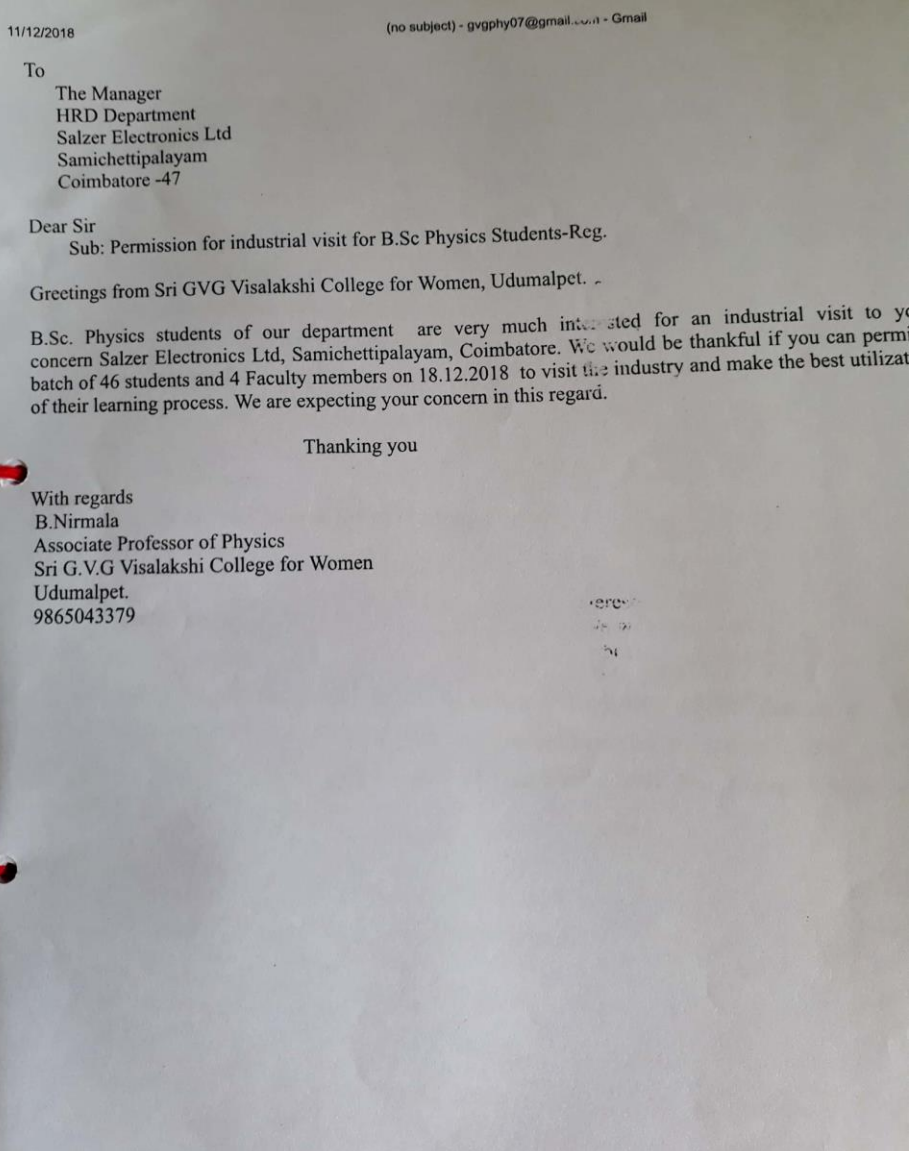 11/12/2018
(no subject) - gvgphy07@gmail.com - Gmail
To
The Manager
HRD Department
Salzer Electronics Ltd
Samichettipalayam
Coimbatore -47
Dear Sir
Sub: Permission for industrial visit for B.Sc Physics Students-Reg.
Greetings from Sri GVG Visalakshi College for Women, Udumalpet.
B.Sc. Physics students of our department are very much interested for an industrial visit to
concern Salzer Electronics Ltd, Samichettipalayam, Coimbatore. We would be thankful if you can
batch of 46 students and 4 Faculty members on 18.12.2018 to visit the industry and make the best
of their learning process. We are expecting your concern in this regard.
Thanking you
With regards
B.Nirmala
Associate Professor of Physics
Sri G.V.G Visalakshi College for Women
Udumalpet.
9865043379